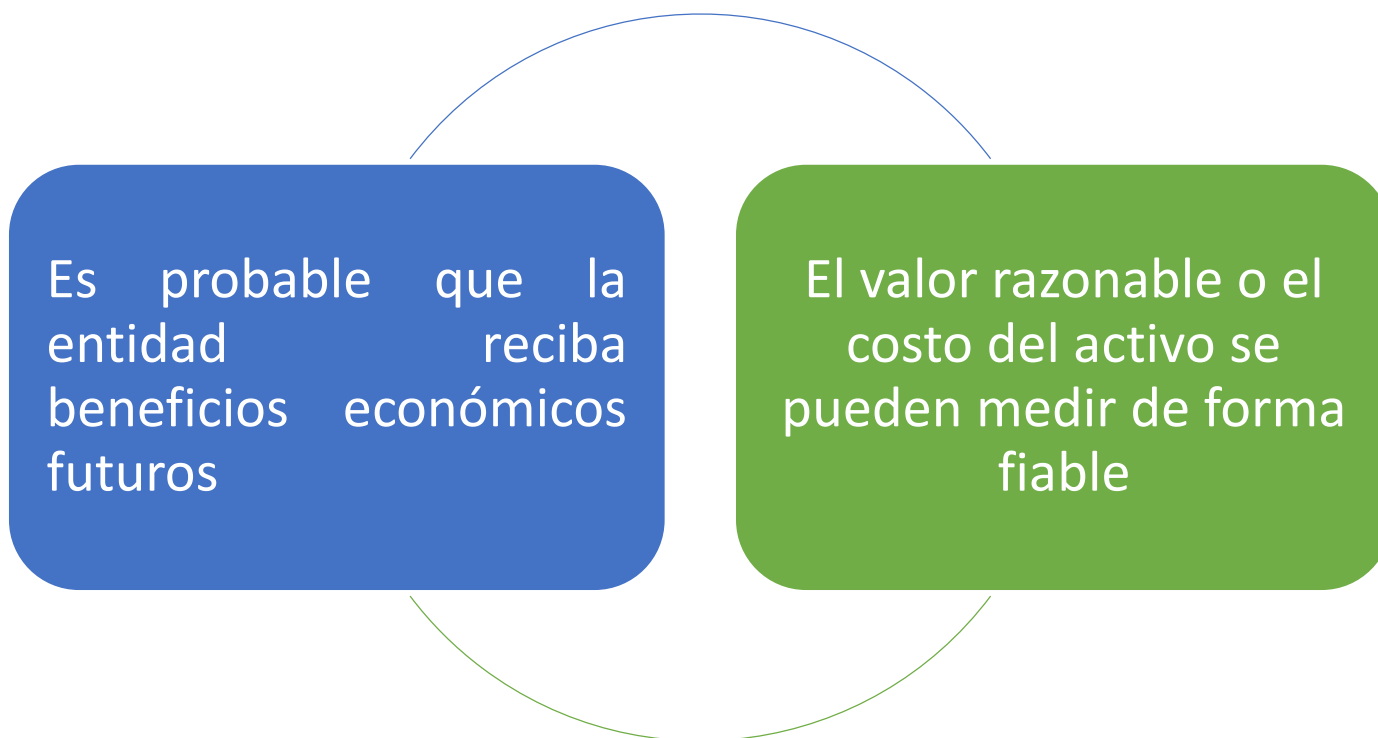 Es probable que la
entidad reciba
beneficios económicos
futuros
El valor razonable o el
costo del activo se
pueden medir de forma
fiable